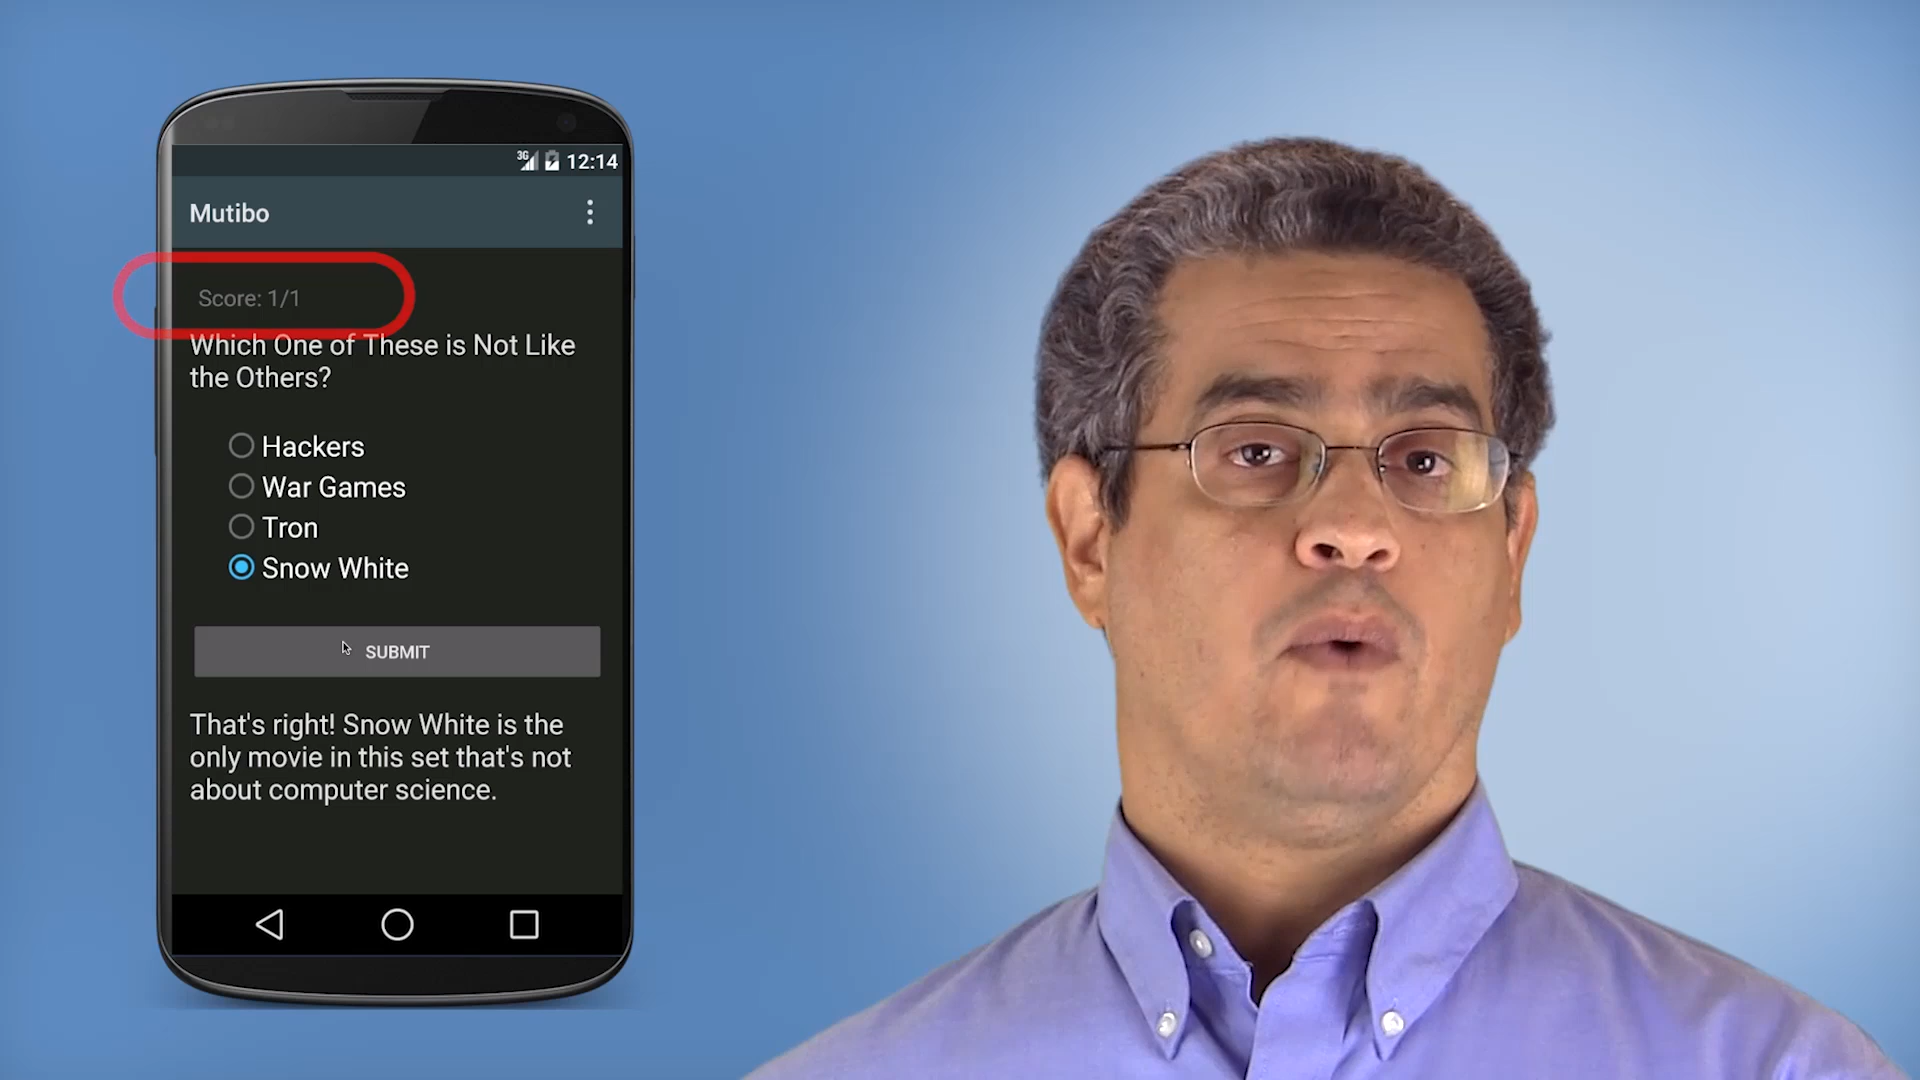 3G 12:14
Mutibo
Score: 1/1
Which One of These is Not Like
the Others?
Hackers
War Games
Tron
Snow White
SUBMIT
That's right! Snow White is the
only movie in this set that's not
about computer science.